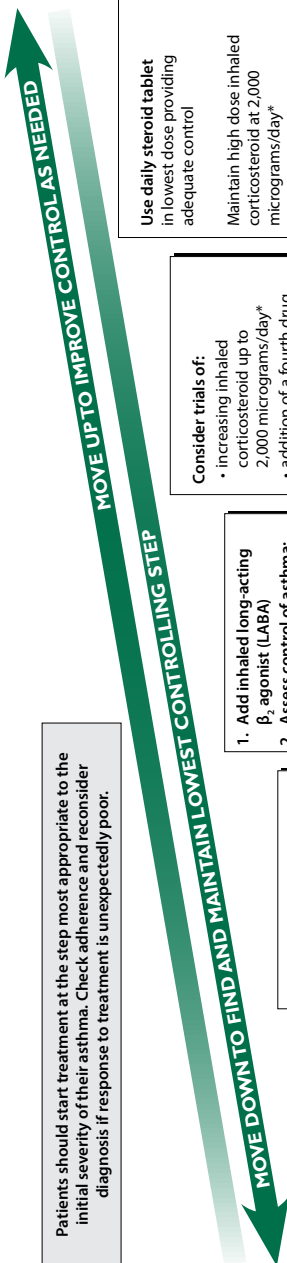 Patients should start treatment at the step most appropriate to the
initial severity of their asthma. Check adherence and reconsider
diagnosis if response to treatment is unexpectedly poor.
MOVE UP TO IMPROVE CONTROL AS NEEDED
MOVE DOWN TO FIND AND MAINTAIN LOWEST CONTROLLING STEP
1. Add inhaled long-acting
β₂ agonist (LABA)
2. Assess control of asthma:
Consider trials of:
• increasing inhaled
corticosteroid up to
2,000 micrograms/day*
• addition of a fourth drug
Use daily steroid tablet
in lowest dose providing
adequate control
Maintain high dose inhaled
corticosteroid at 2,000
micrograms/day*